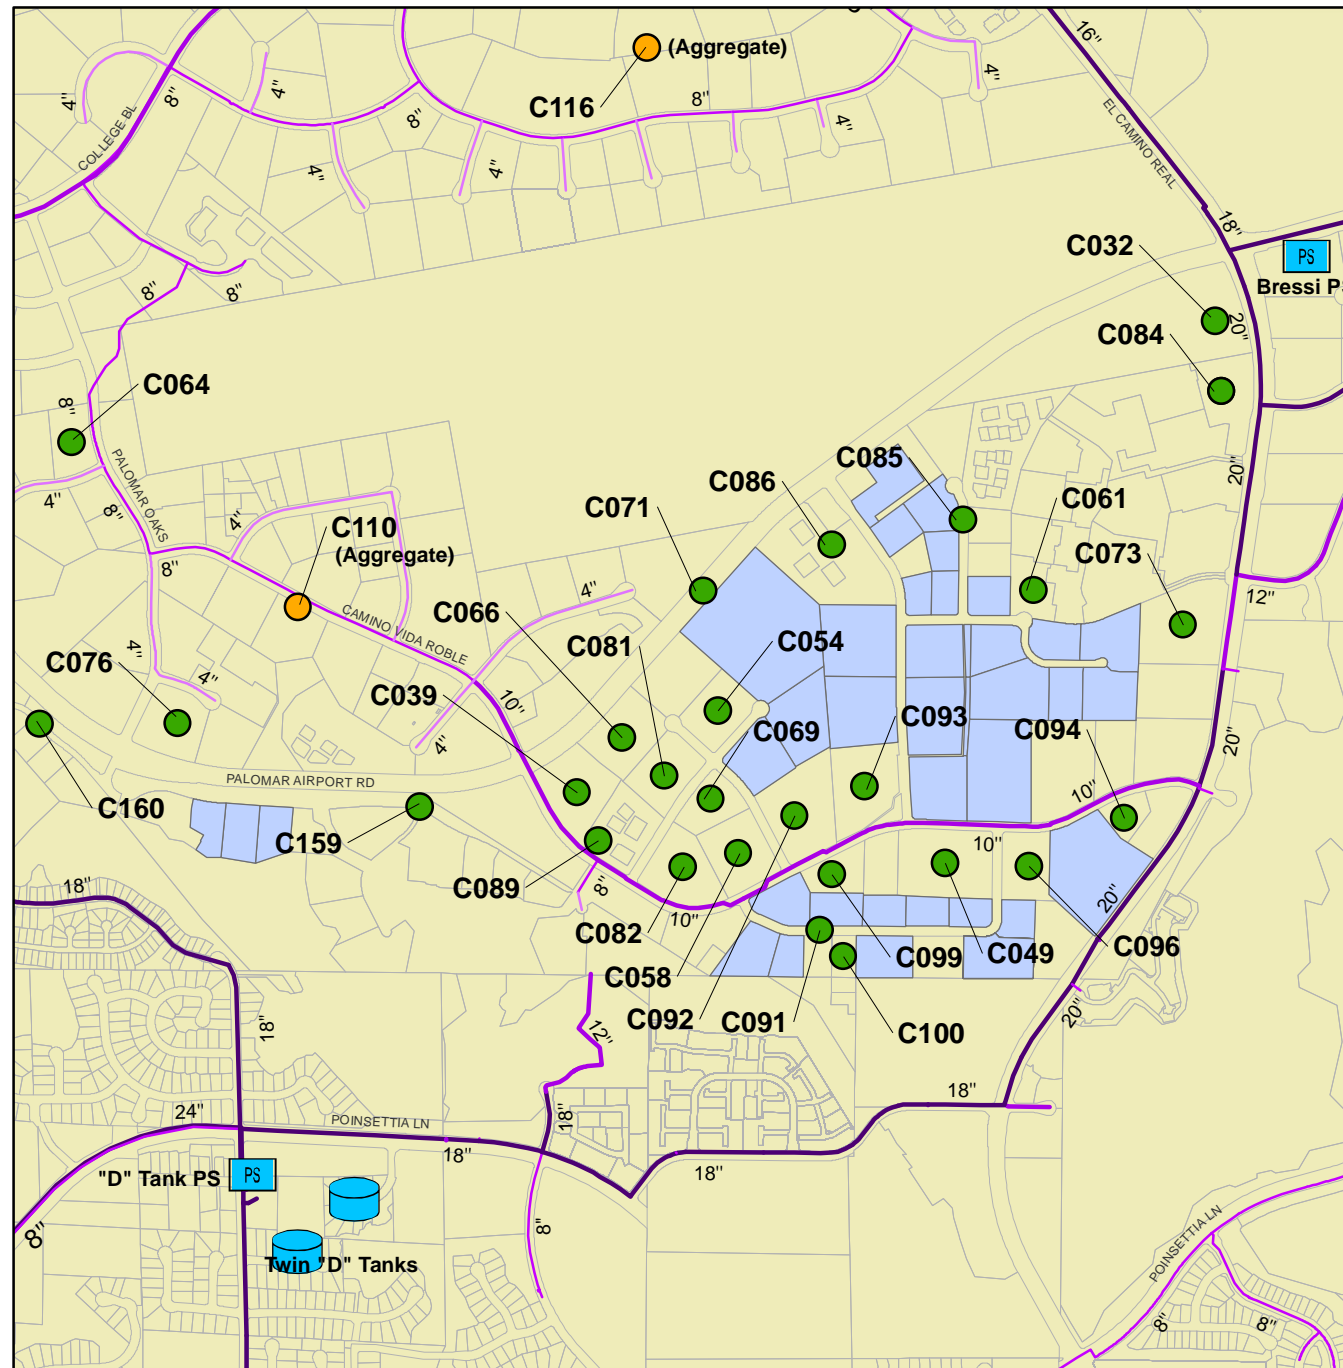 16"
(Aggregate)
C116
8"
4"
4"
4"
8"
8"
4"
COLLEGE BL
4"
4"
EL CAMINO REAL
18"
C032
PS
Bressi P
20"
C084
8"
8"
C064
8"
PALOMAR OAKS
4"
8"
4"
8"
C110
(Aggregate)
CAMINO VIDA ROBLE
C085
C086
C071
C061
C073
20"
12"
4"
C066
C081
C054
4"
4"
C076
C039
10"
4"
C069
C093
C094
20"
PALOMAR AIRPORT RD
C160
C159
10"
10"
C089
8"
10"
C082
C058
C092
C091
C099
C049
C096
20"
C100
20"
18"
18"
12"
24"
POINSETTIA LN
18"
18"
18"
18"
"D" Tank PS
PS
8"
8"
Twin "D" Tanks
POINSETTIA LN
8"
8"